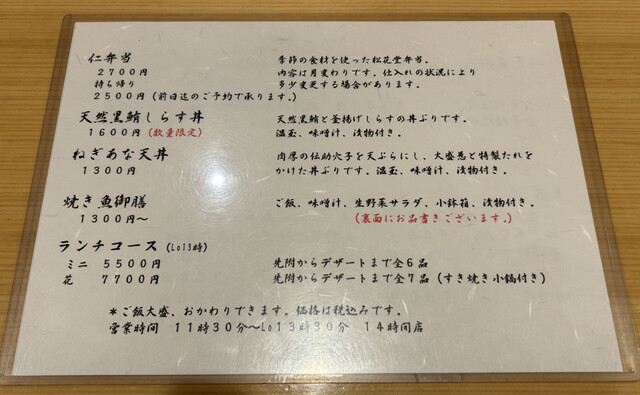 仁弁当
季節の食材を使った松花堂弁当。
2700円
内容は月変わりです。仕入れの状況により
持ち帰り
多少変更する場合があります。
2500円(前日迄のご予約で承ります。)
天然黒鮪しらす丼
天然黒鮪と釜揚げしらすの丼ぶりです。
1600円(数量限定)
温玉、味噌汁、漬物付き。
ねぎあな天丼
肉厚の伝助穴子を天ぷらにし、大盛葱と特製たれを
1300円
かけた丼ぶりです。温玉、味噌汁、漬物付き。
焼き魚御膳
ご飯、味噌汁、生野菜サラダ、小鉢箱、漬物付き。
1300円〜
(裏面にお品書きございます。)
ランチコース(Lo13時)
ミニ 5500円
先附からデザートまで全6品
花 7700円
先附からデザートまで全7品(すき焼き小鍋付き)
*ご飯大盛、おかわりできます。価格は税込みです。
営業時間 11時30分〜Lo13時30分 14時閉店